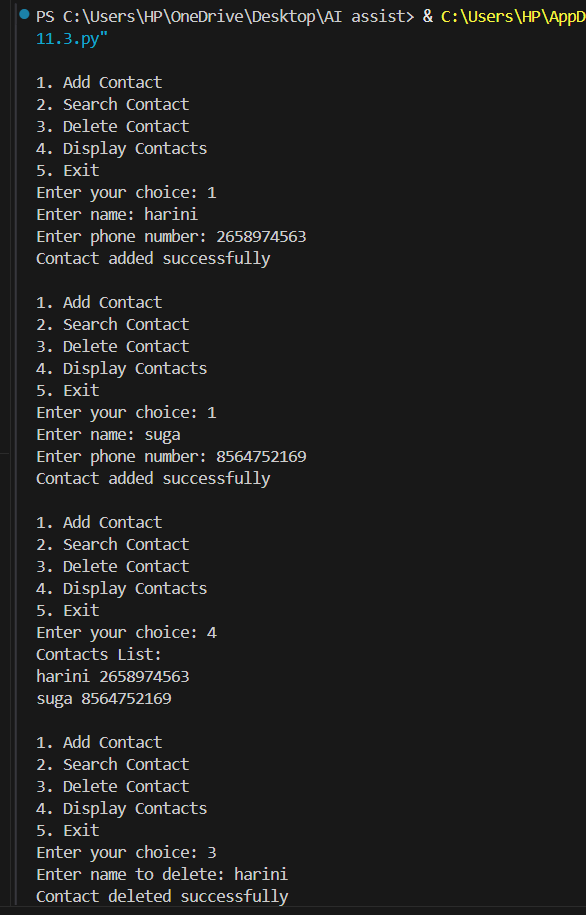 PS C:\Users\HP\OneDrive\Desktop\AI assist> & C:\Users\HP\AppD
11.3.py"
1. Add Contact
2. Search Contact
3. Delete Contact
4. Display Contacts
5. Exit
Enter your choice: 1
Enter name: harini
Enter phone number: 2658974563
Contact added successfully
1. Add Contact
2. Search Contact
3. Delete Contact
4. Display Contacts
5. Exit
Enter your choice: 1
Enter name: suga
Enter phone number: 8564752169
Contact added successfully
1. Add Contact
2. Search Contact
3. Delete Contact
4. Display Contacts
5. Exit
Enter your choice: 4
Contacts List:
harini 2658974563
suga 8564752169
1. Add Contact
2. Search Contact
3. Delete Contact
4. Display Contacts
5. Exit
Enter your choice: 3
Enter name to delete: harini
Contact deleted successfully